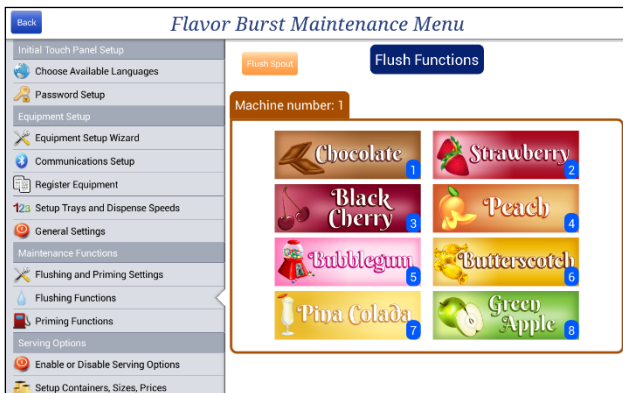 Back
Flavor Burst Maintenance Menu
Initial Touch Panel Setup
Choose Available Languages
Password Setup
Equipment Setup
Equipment Setup Wizard
Communications Setup
Register Equipment
123 Setup Trays and Dispense Speeds
General Settings
Maintenance Functions
Flushing and Priming Settings
Flushing Functions
Priming Functions
Serving Options
Enable or Disable Serving Options
Setup Containers, Sizes, Prices
Flush Spout
Flush Functions
Machine number: 1
Chocolate 1
Strawberry 2
Black
Cherry 3
Peach 4
Bubblegum 5
Butterscotch 6
Pina Colada 7
Green
Apple 8